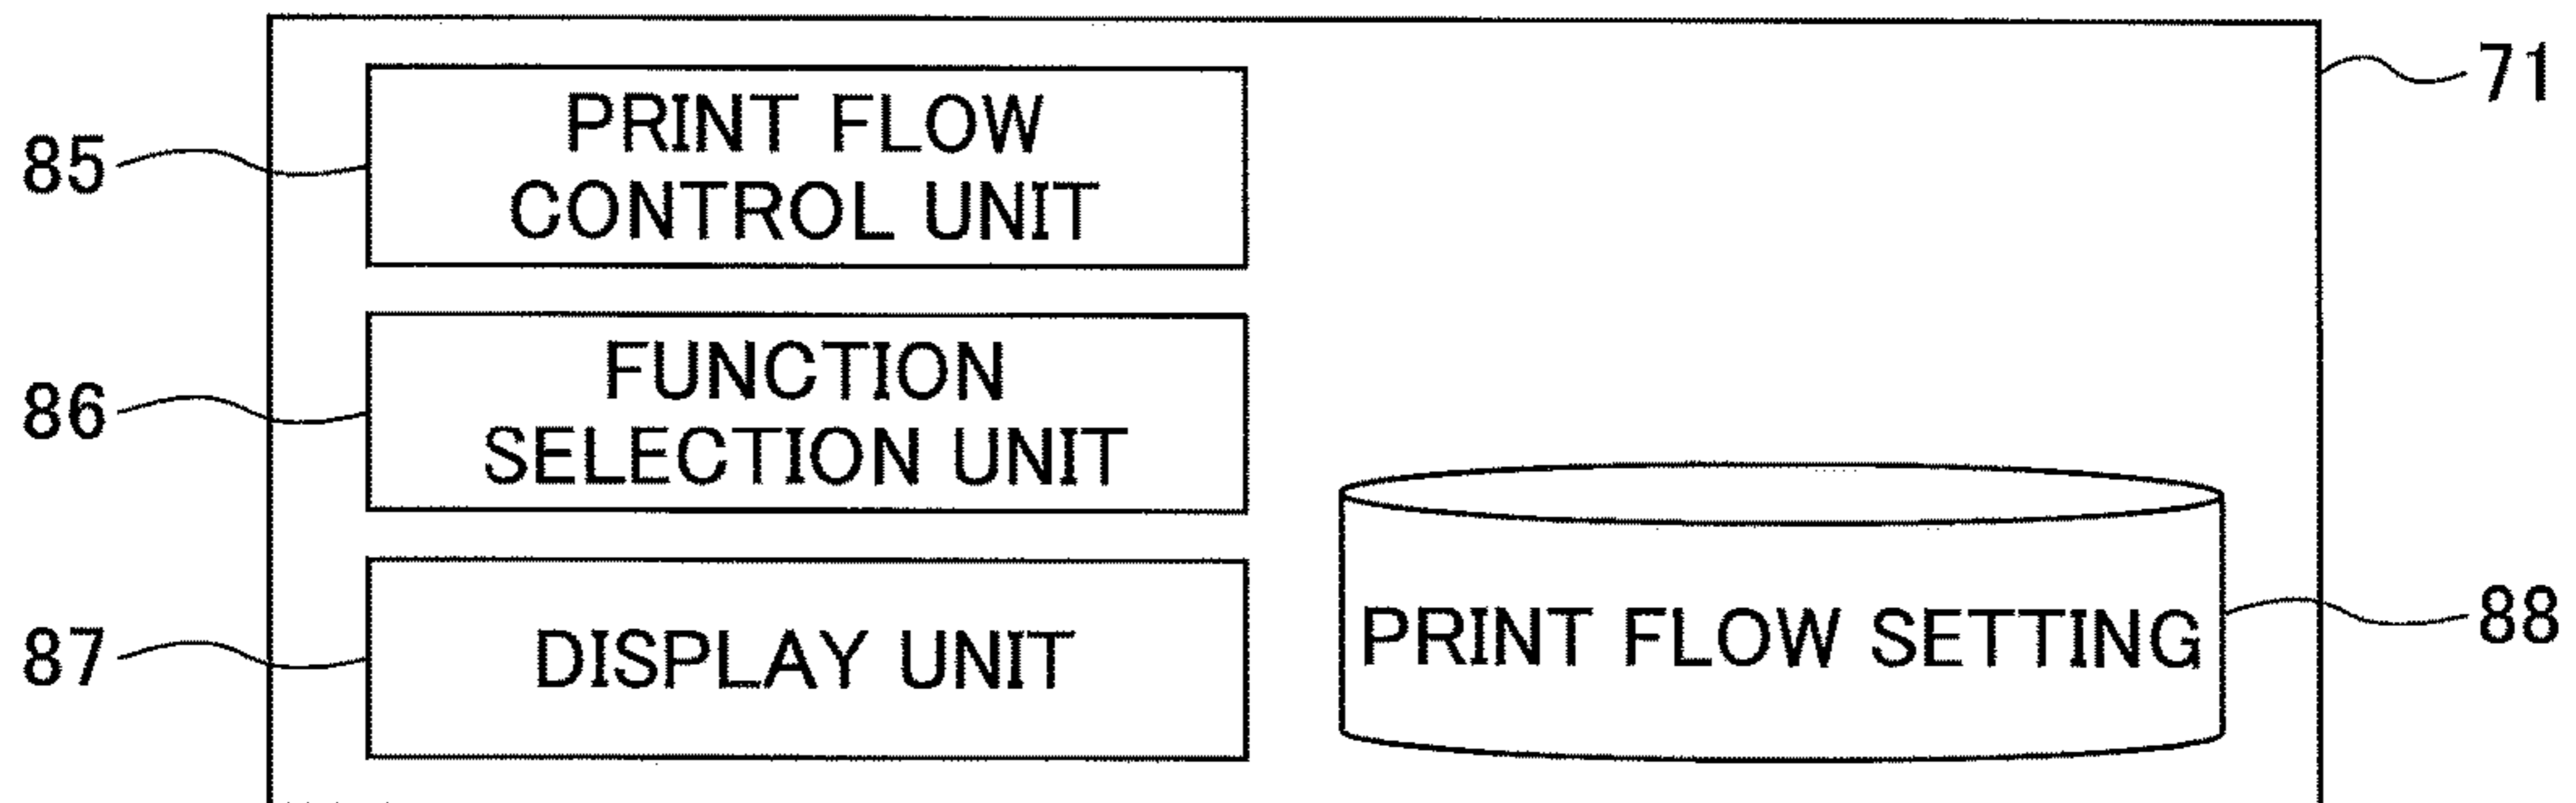 71
85
PRINT FLOW
CONTROL UNIT
86
FUNCTION
SELECTION UNIT
87
DISPLAY UNIT
PRINT FLOW SETTING
88